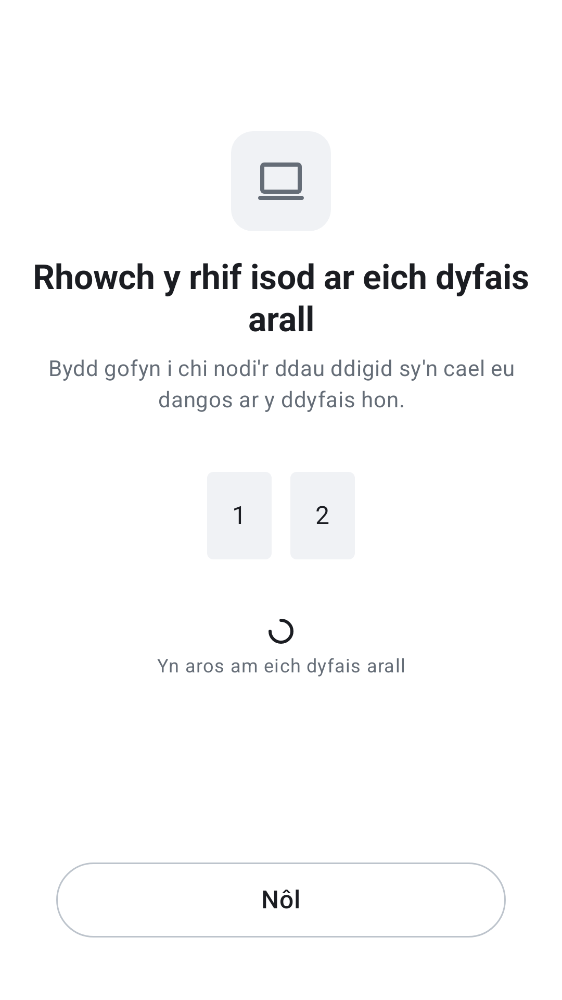 Rhowch y rhif isod ar eich dyfais
arall
Bydd gofyn i chi nodi'r ddau ddigid sy'n cael eu
dangos ar y ddyfais hon.
1 2
Yn aros am eich dyfais arall
Nôl